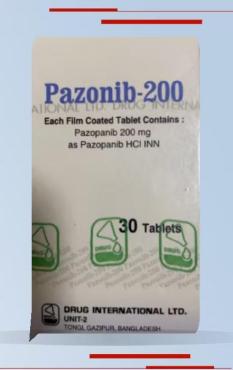 Pazonib-200
Each Film Coated Tablet Contains :
Pazopanib 200 mg
as Pazopanib HCl INN
30 Tablets
DRUG INTERNATIONAL LTD.
UNIT-2
TONGI, GAZIPUR, BANGLADESH